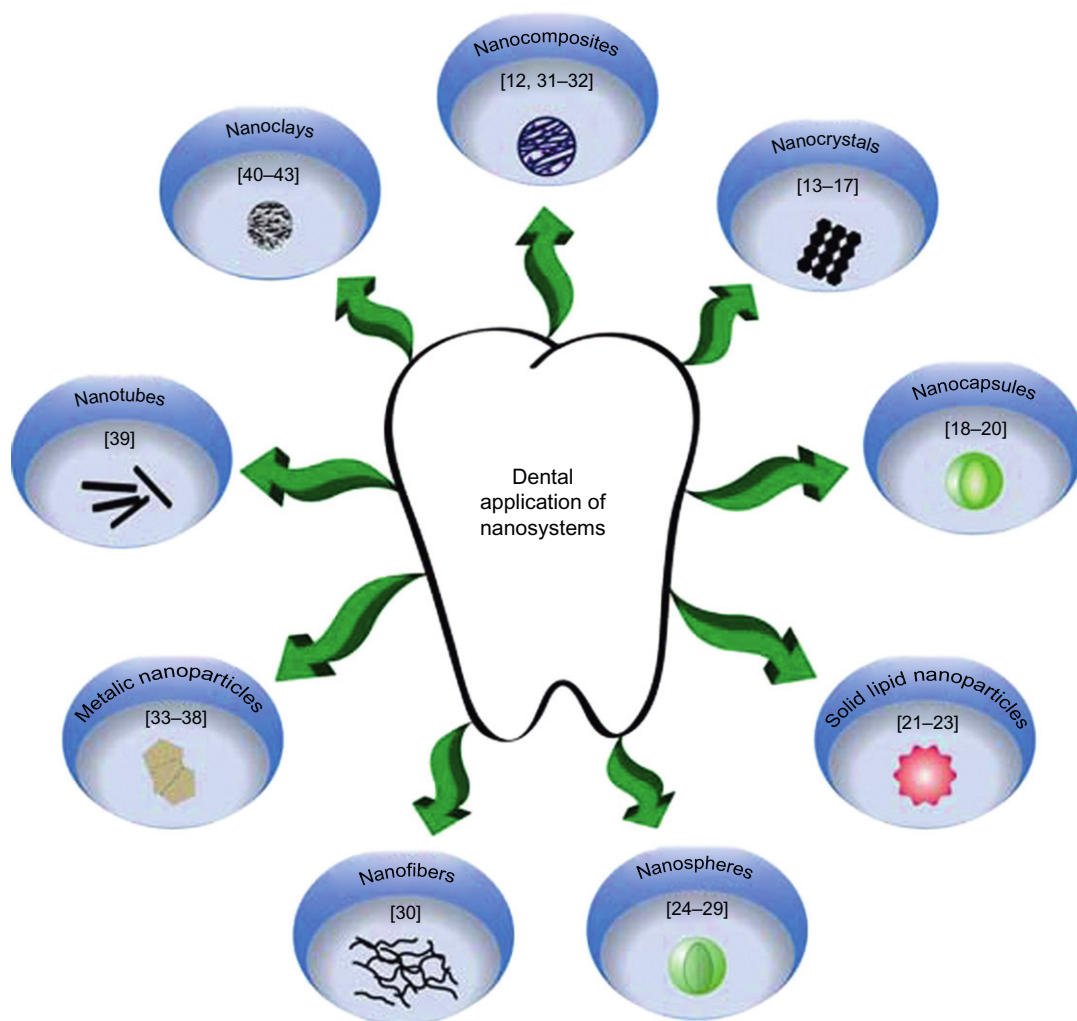 Nanocomposites
[12, 31–32]
Nanoclays
[40–43]
Nanocrystals
[13–17]
Nanotubes
[39]
Nanocapsules
[18–20]
Dental
application of
nanosystems
Metalic nanoparticles
[33–38]
Solid lipid nanoparticles
[21–23]
Nanofibers
[30]
Nanospheres
[24–29]